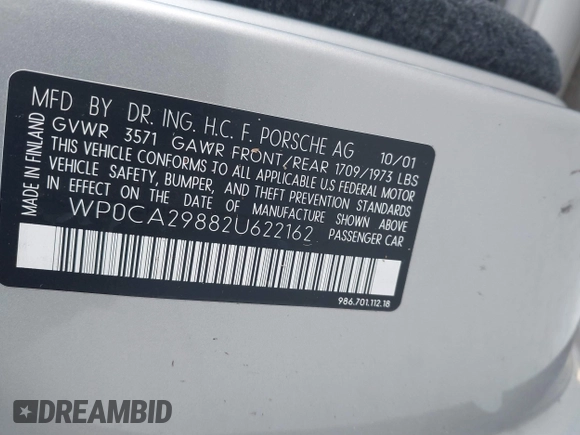 MFD BY DR. ING. H.C. F. PORSCHE AG 10/01
GVWR 3571 GAWR FRONT/REAR 1709/1973 LBS
THIS VEHICLE CONFORMS TO ALL APPLICABLE US FEDERAL MOTOR
VEHICLE SAFETY, BUMPER, AND THEFT PREVENTION STANDARDS
IN EFFECT ON THE DATE OF MANUFACTURE SHOWN ABOVE
WP0CA29882U622162 PASSENGER CAR
MADE IN FINLAND
986.701.112.18
DREAMBID